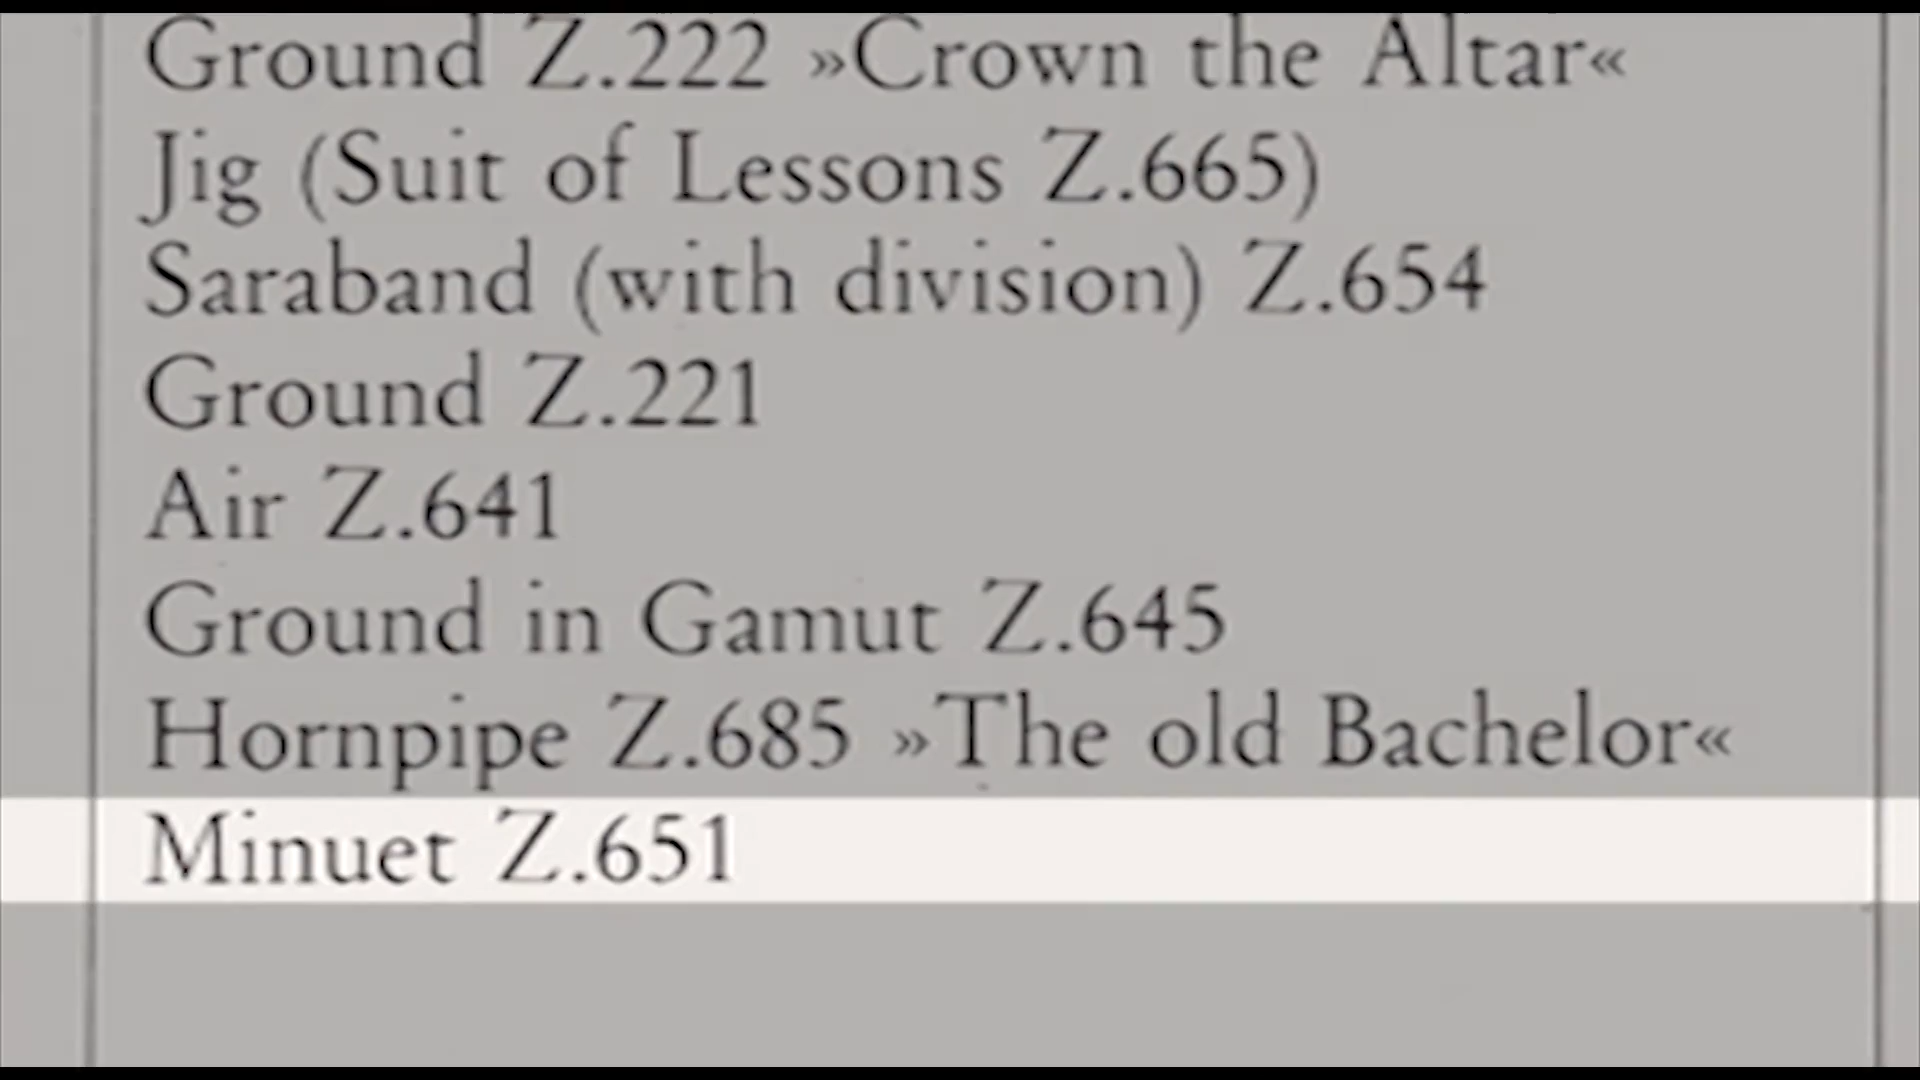 Ground Z.222 »Crown the Altar«
Jig (Suit of Lessons Z.665)
Saraband (with division) Z.654
Ground Z.221
Air Z.641
Ground in Gamut Z.645
Hornpipe Z.685 »The old Bachelor«
Minuet Z.651